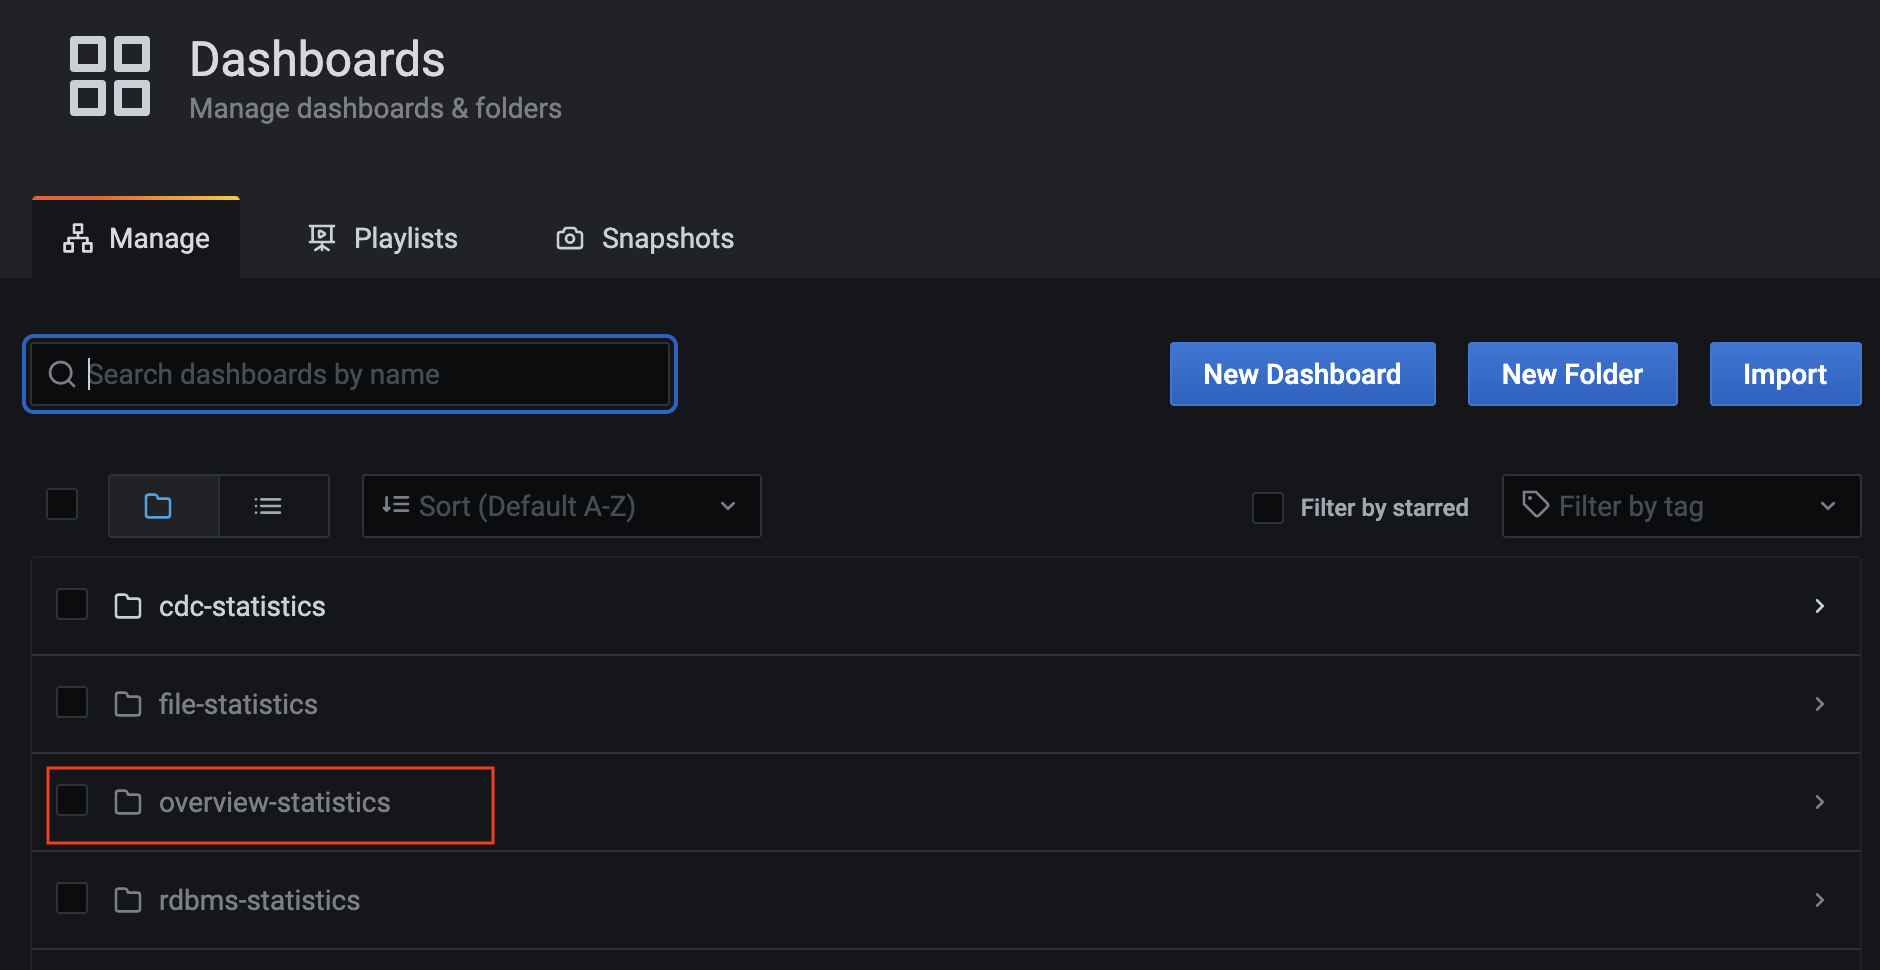 Dashboards
Manage dashboards & folders
Manage
Playlists
Snapshots
Search dashboards by name
New Dashboard
New Folder
Import
Sort (Default A-Z)
Filter by starred
Filter by tag
cdc-statistics
file-statistics
overview-statistics
rdbms-statistics